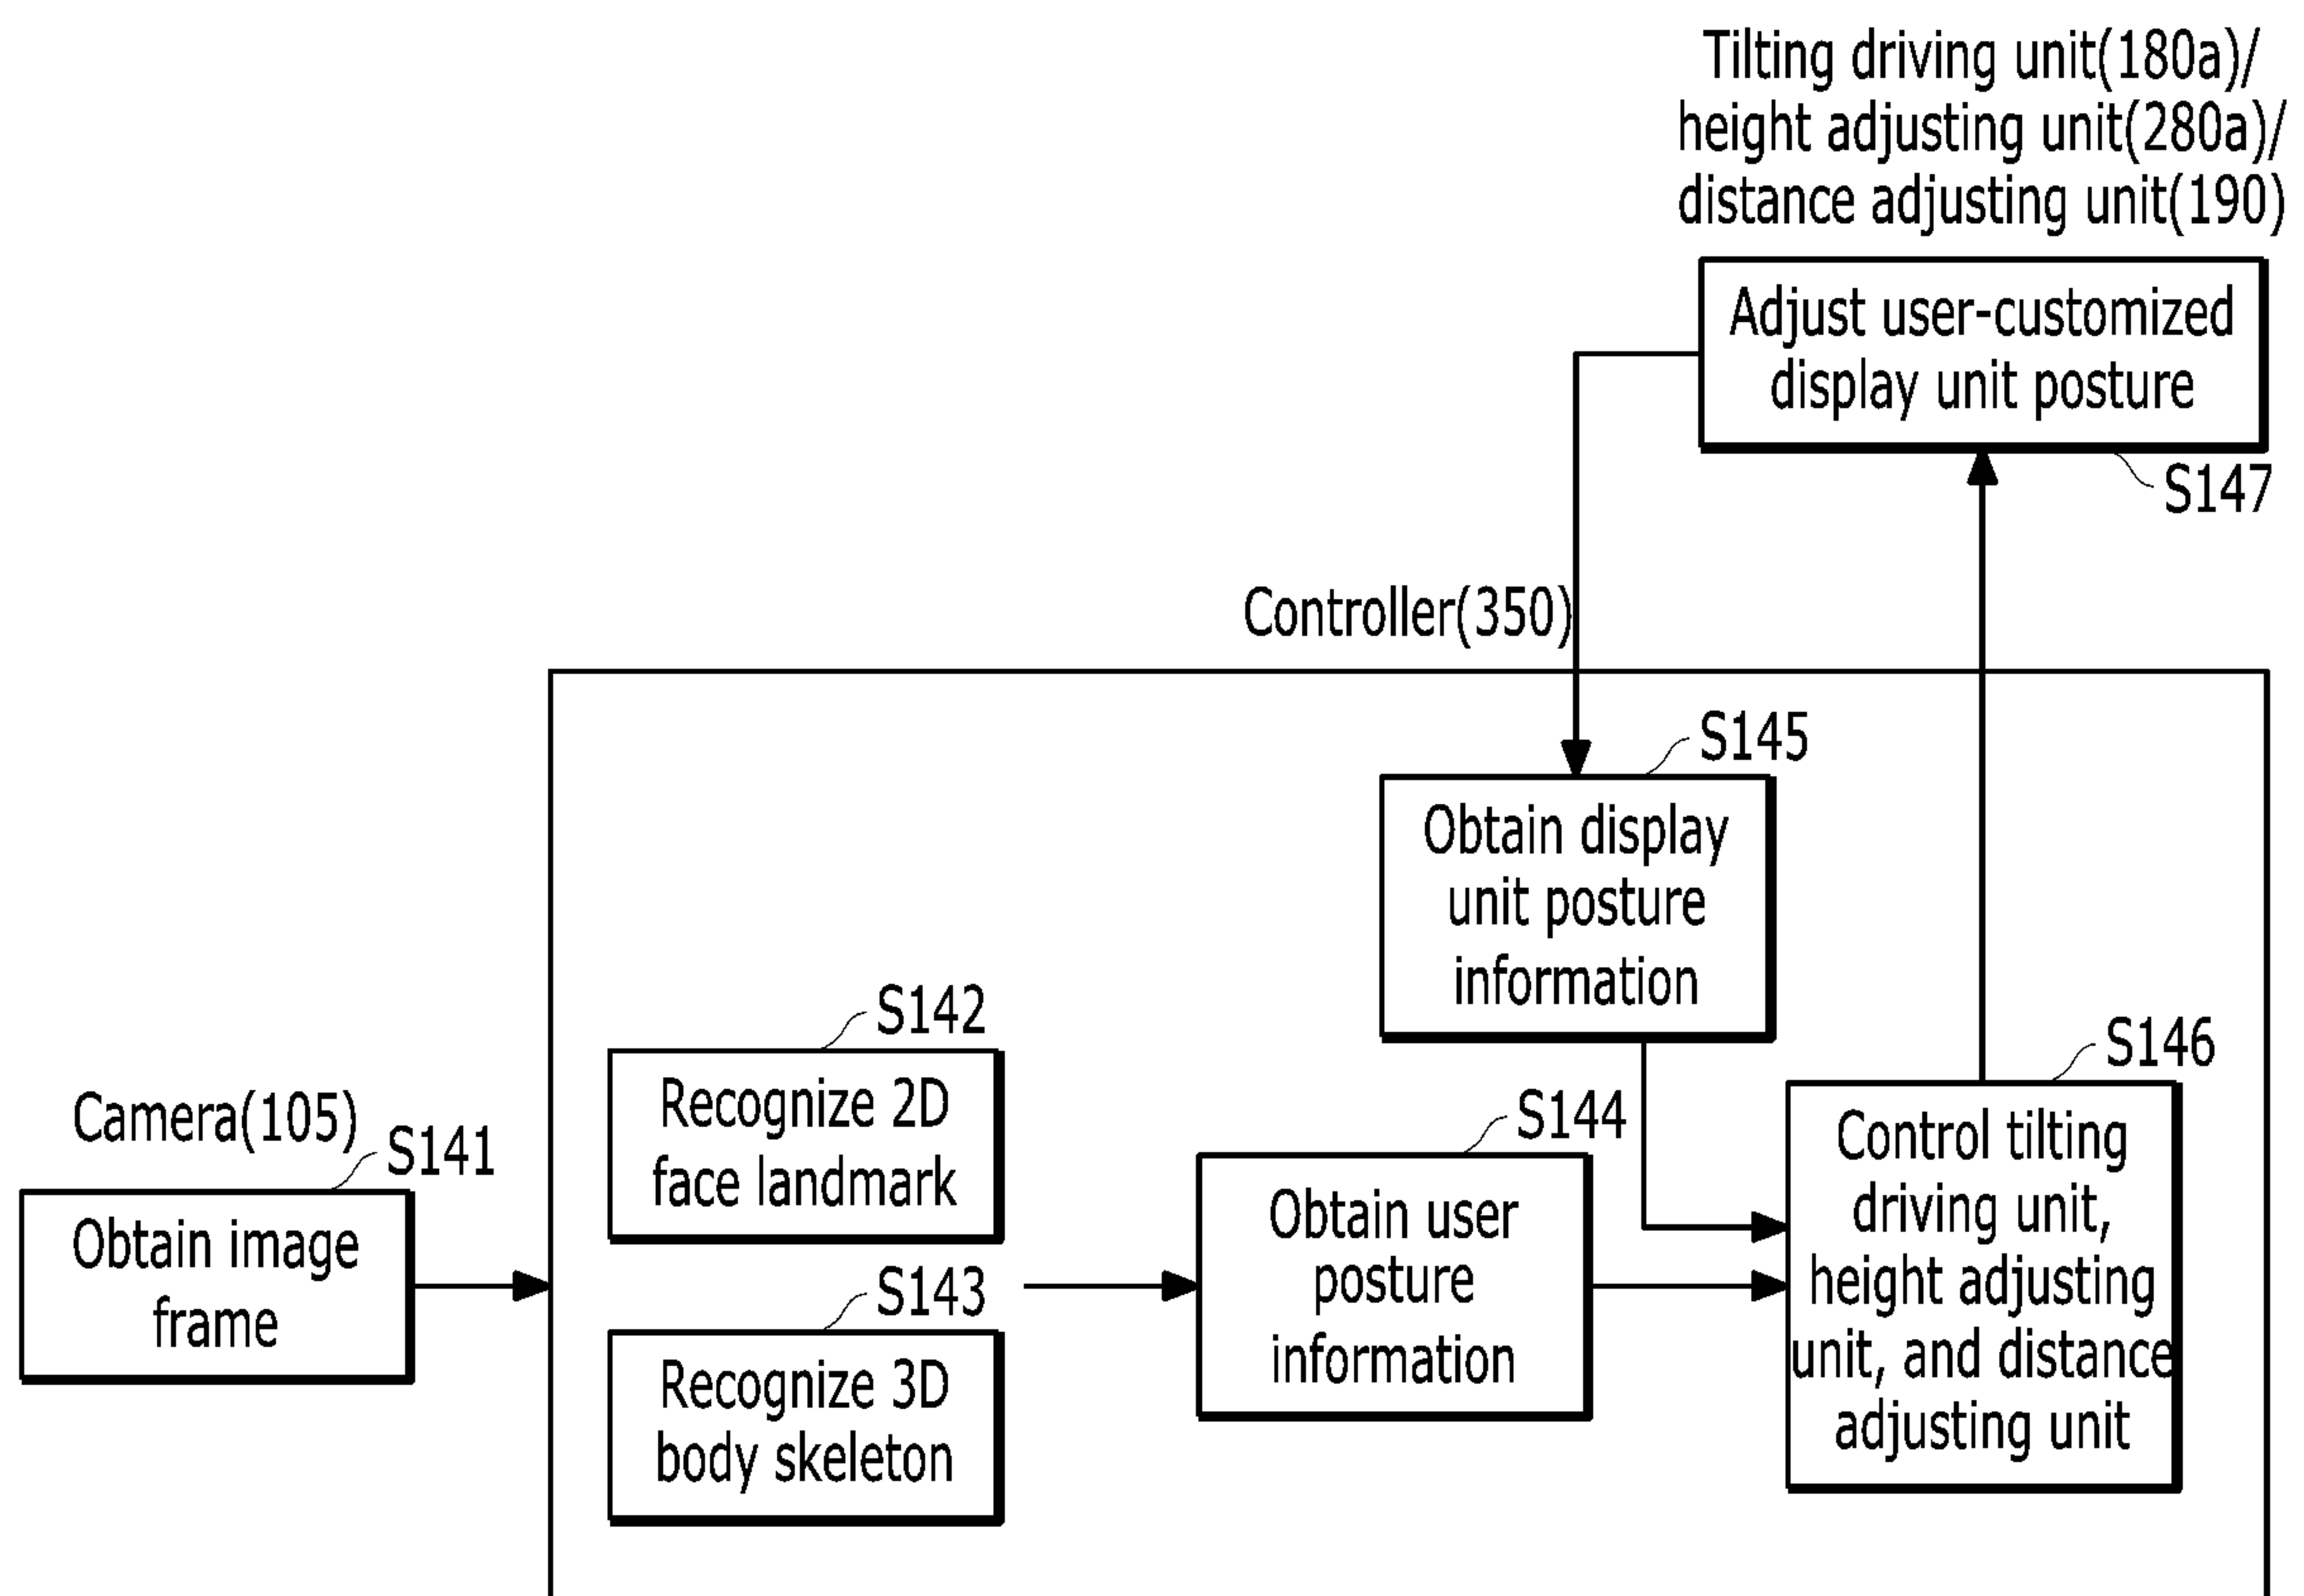 Tilting driving unit(180a)/
height adjusting unit(280a)/
distance adjusting unit(190)
Adjust user-customized
display unit posture
S147
Controller(350)
S145
Obtain display
unit posture
information
S142
Recognize 2D
face landmark
S146
Control tilting
driving unit,
height adjusting
unit, and distance
adjusting unit
Camera(105)
S141
Obtain image
frame
S144
Obtain user
posture
information
S143
Recognize 3D
body skeleton